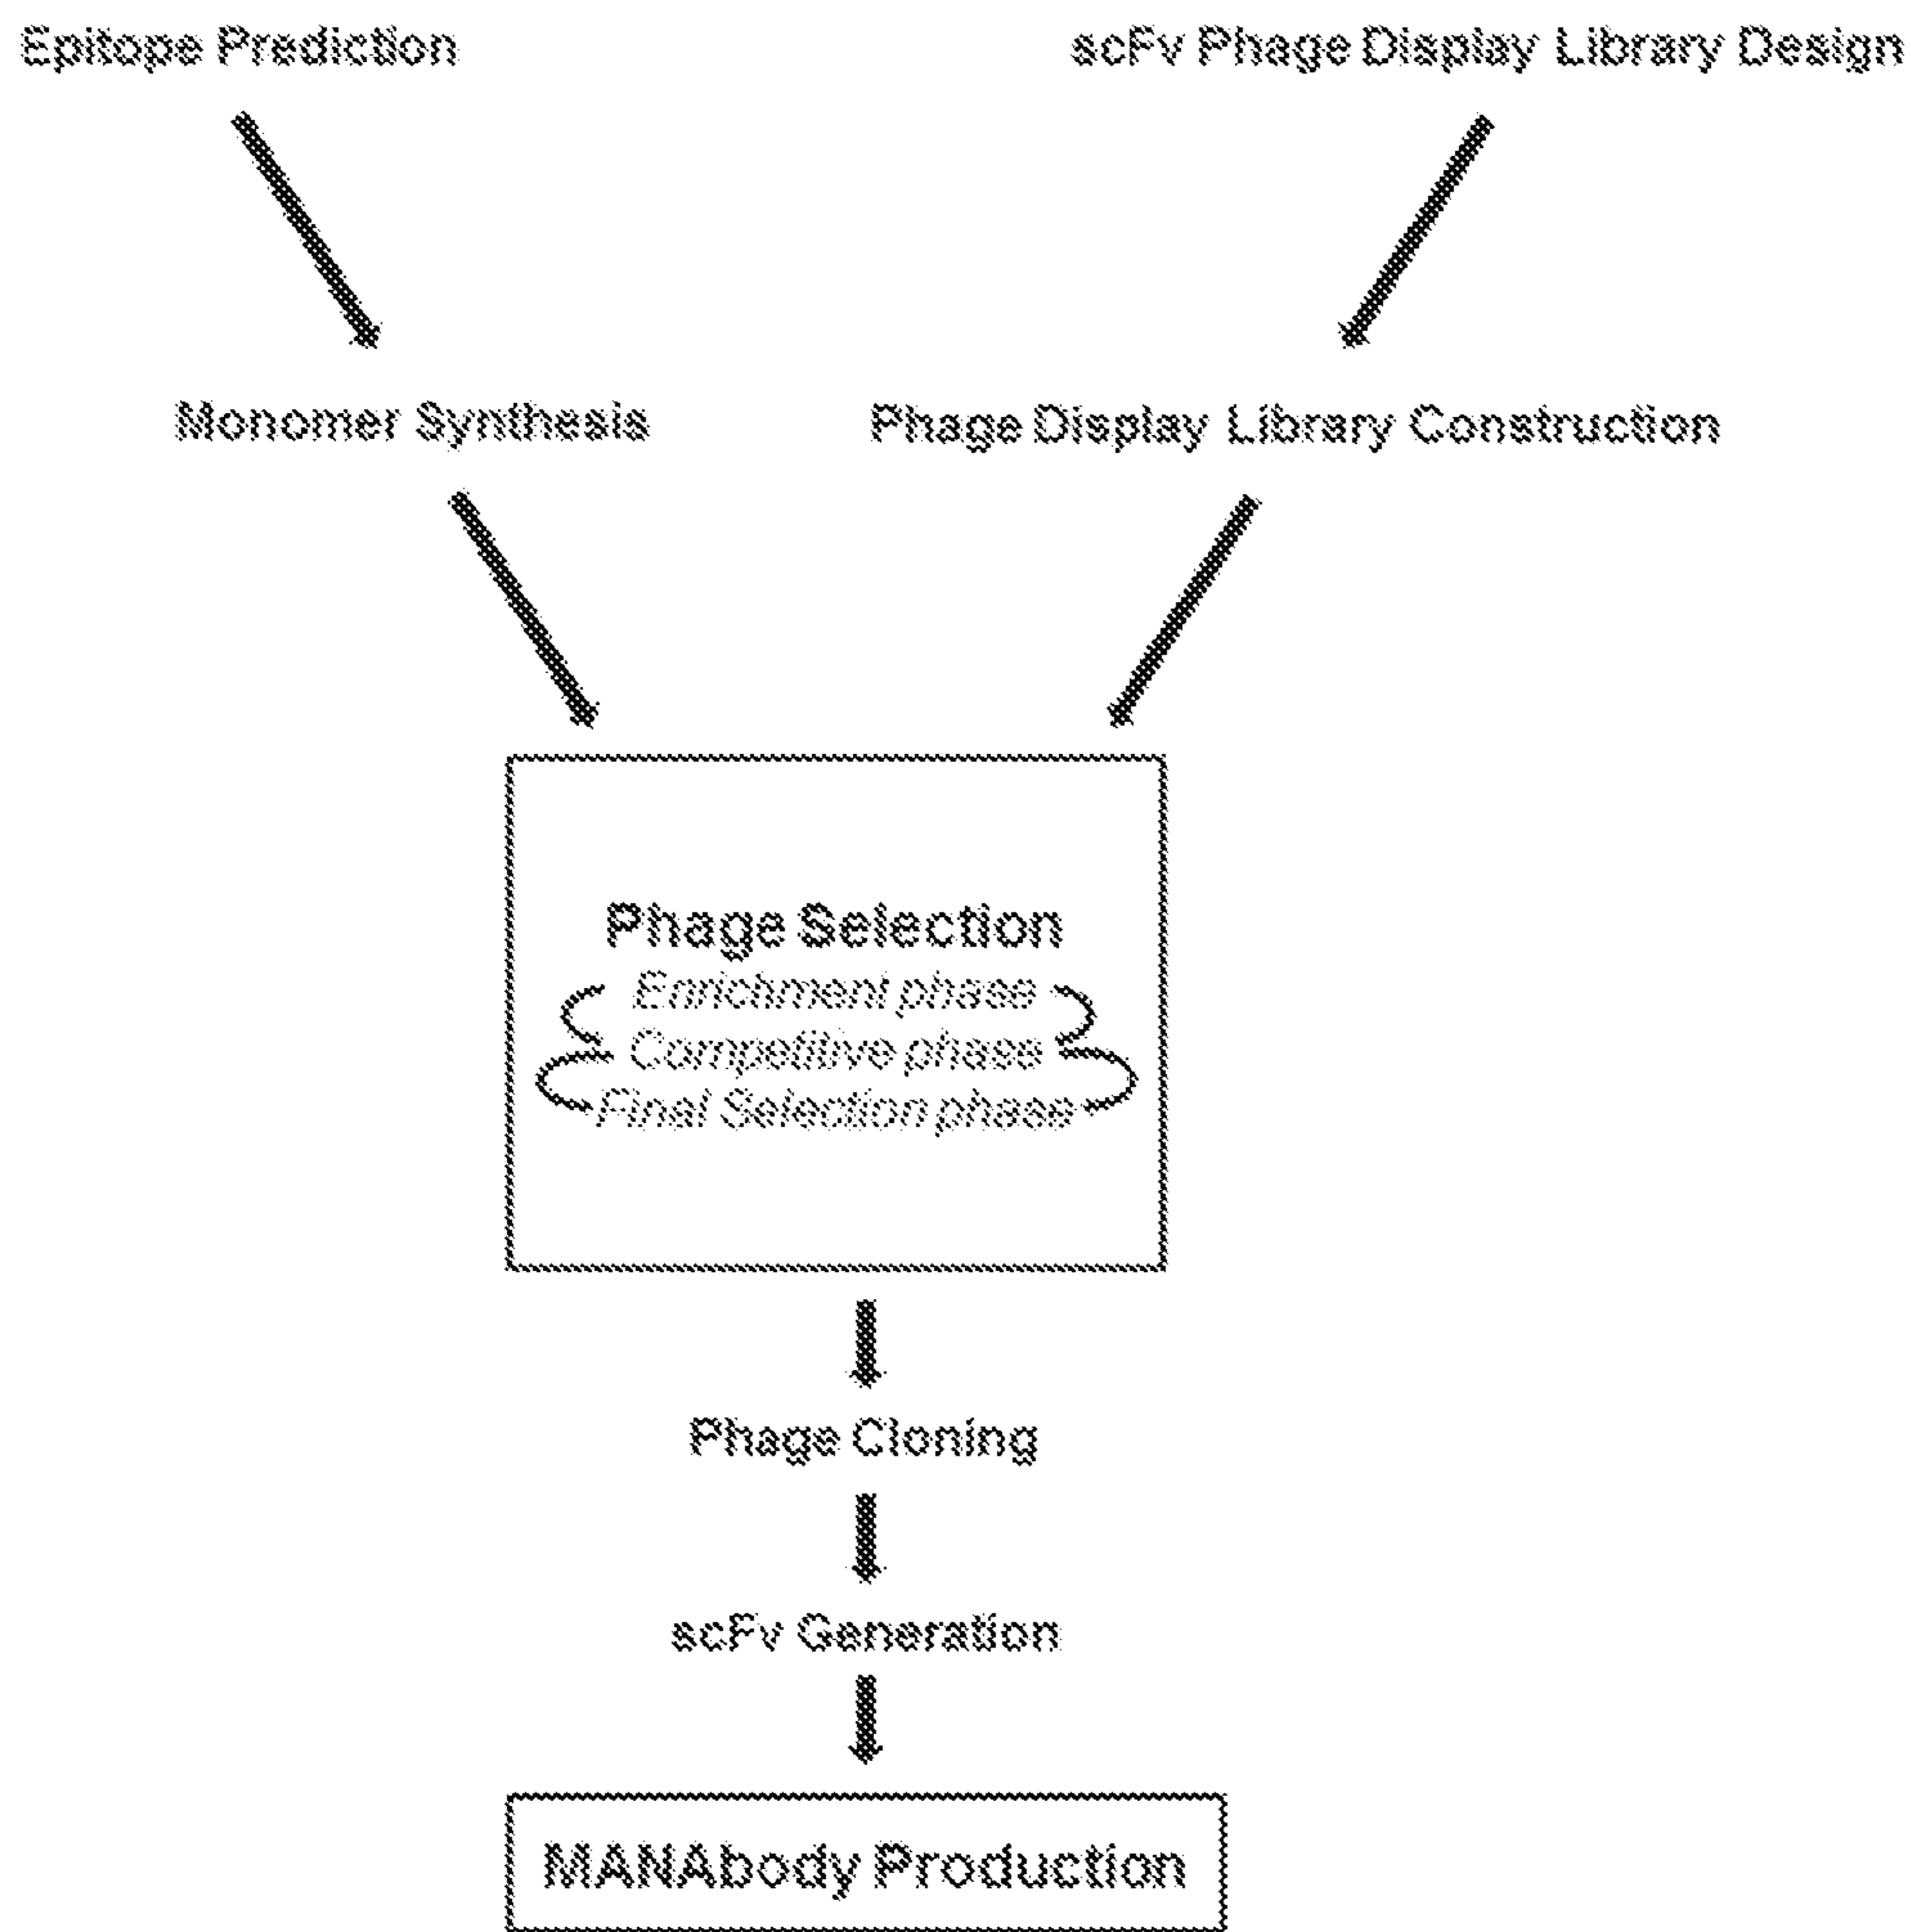 Epitope Prediction
scFv Phage Display Library Design
Monomer Synthesis
Phage Display Library Construction
Phage Selection
Enrichment phase
Competitive phase
Final Selection phase
Phage Cloning
scFv Generation
MANAbody Production